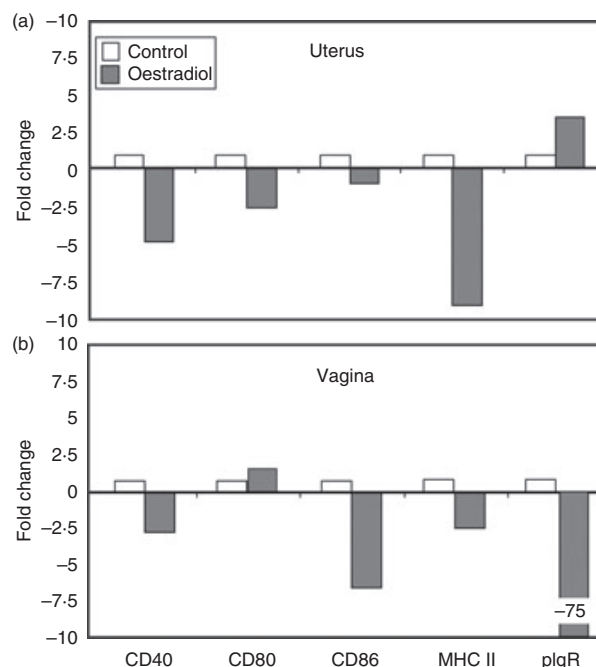 (a)
Uterus
Control
Oestradiol
Fold change
–10
7·5
5
2·5
0
–2·5
–5
–7·5
–10
(b)
Vagina
Fold change
10
7·5
5
2·5
0
–2·5
–5
–7·5
–10
–75
CD40 CD80 CD86 MHC II pIgR